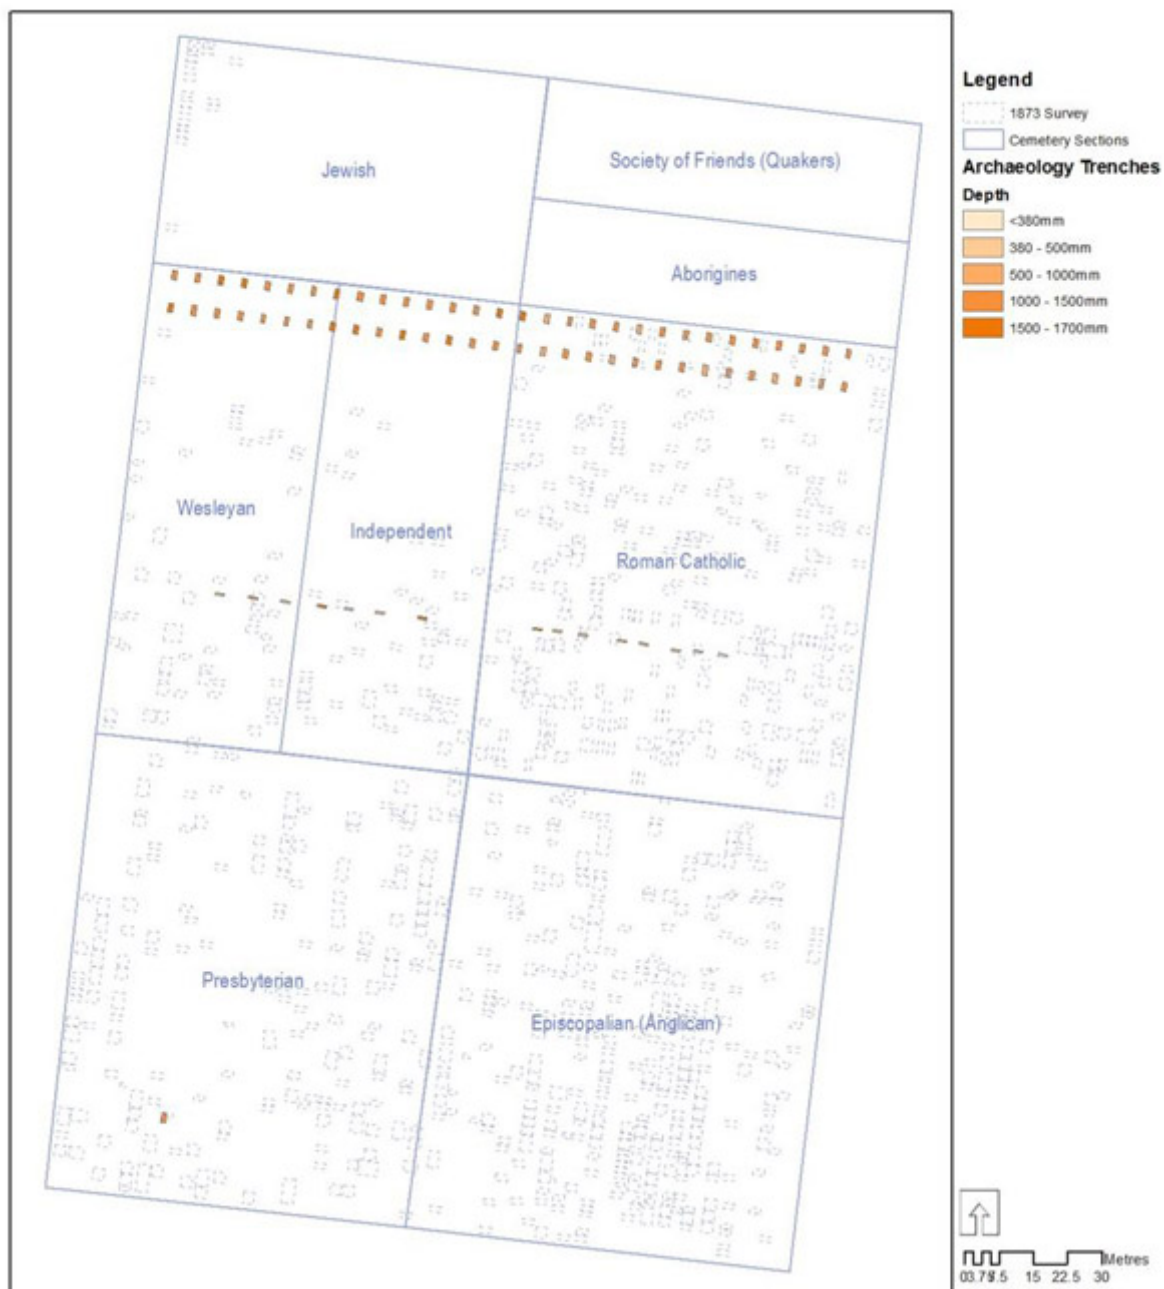 Legend
1873 Survey
Cemetery Sections
Archaeology Trenches
Depth
<380mm
380 - 500mm
500 - 1000mm
1000 - 1500mm
1500 - 1700mm
Jewish
Society of Friends (Quakers)
Aborigines
Wesleyan
Independent
Roman Catholic
Presbyterian
Episcopalian (Anglican)
Metres
15 22.5 30